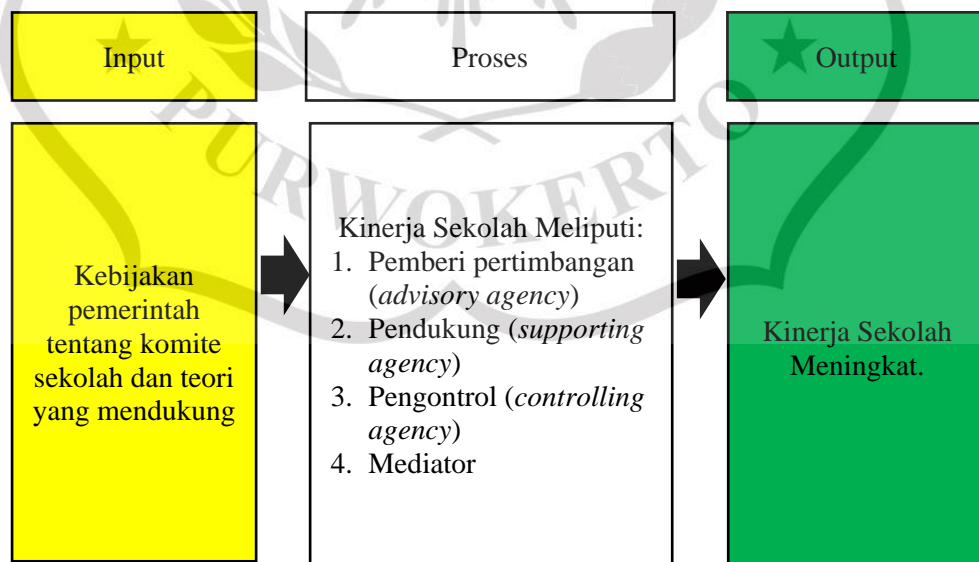 Input
Proses
Output
Kebijakan
pemerintah
tentang komite
sekolah dan teori
yang mendukung
Kinerja Sekolah Meliputi:
1. Pemberi pertimbangan
(advisory agency)
2. Pendukung (supporting
agency)
3. Pengontrol (controlling
agency)
4. Mediator
Kinerja Sekolah
Meningkat.
PURWOKERTO